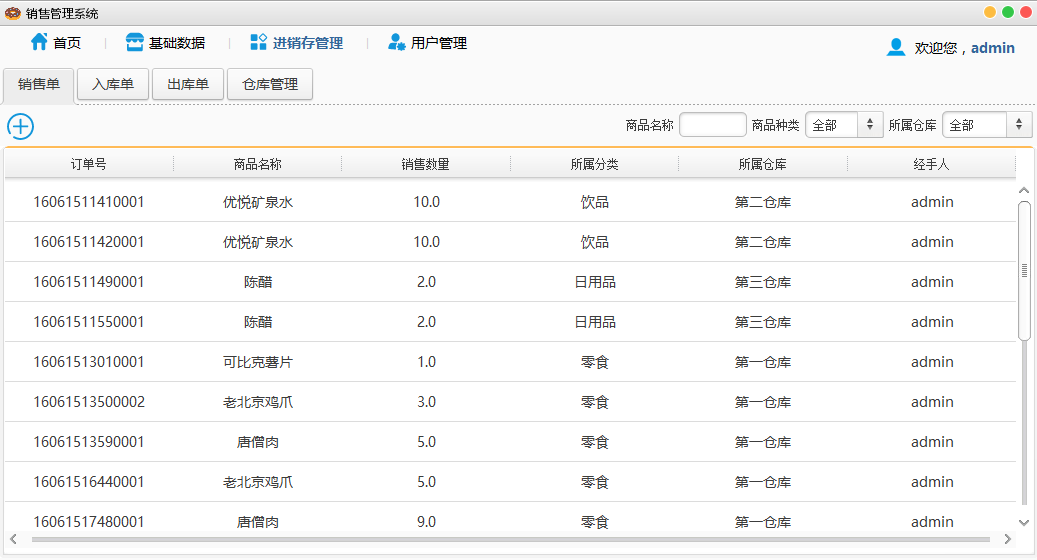 销售管理系统
首页 基础数据 进销存管理 用户管理 欢迎您，admin
销售单 入库单 出库单 仓库管理
商品名称 商品种类 全部 所属仓库 全部
订单号 商品名称 销售数量 所属分类 所属仓库 经手人
16061511410001 优悦矿泉水 10.0 饮品 第二仓库 admin
16061511420001 优悦矿泉水 10.0 饮品 第二仓库 admin
16061511490001 陈醋 2.0 日用品 第三仓库 admin
16061511550001 陈醋 2.0 日用品 第三仓库 admin
16061513010001 可比克薯片 1.0 零食 第一仓库 admin
16061513500002 老北京鸡爪 3.0 零食 第一仓库 admin
16061513590001 唐僧肉 5.0 零食 第一仓库 admin
16061516440001 老北京鸡爪 5.0 零食 第一仓库 admin
16061517480001 唐僧肉 9.0 零食 第一仓库 admin